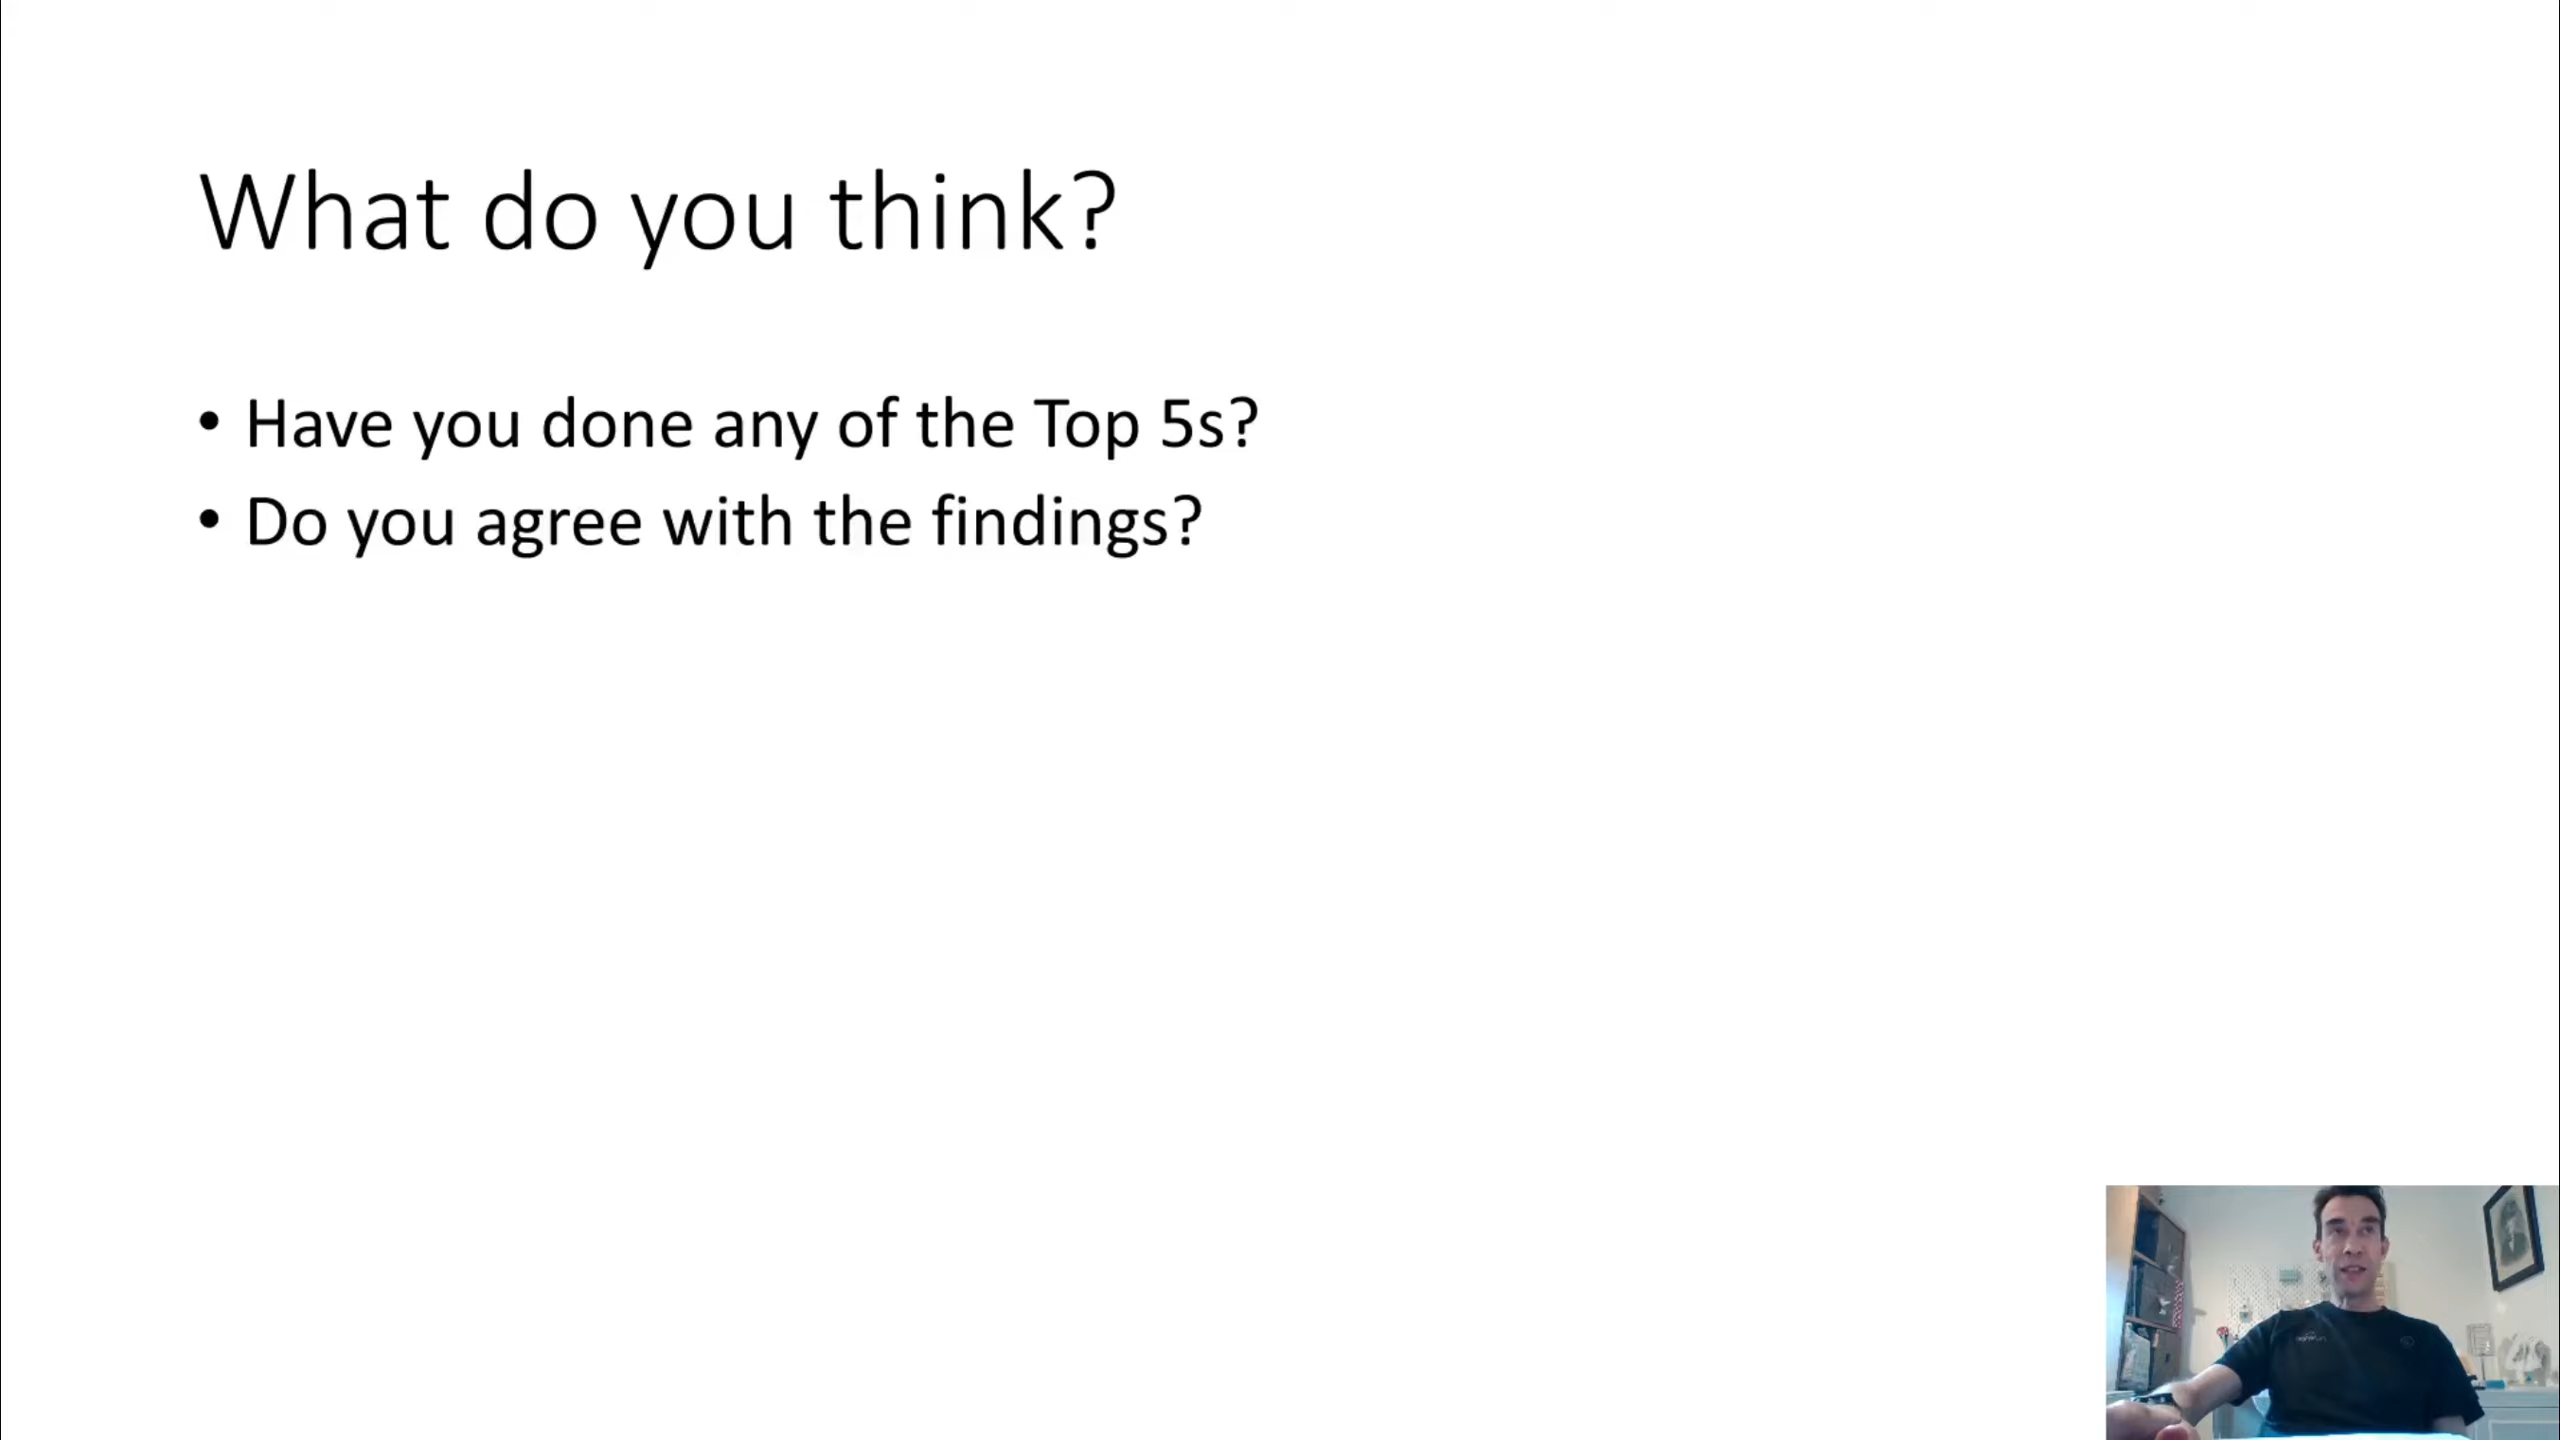 What do you think?
• Have you done any of the Top 5s?
• Do you agree with the findings?